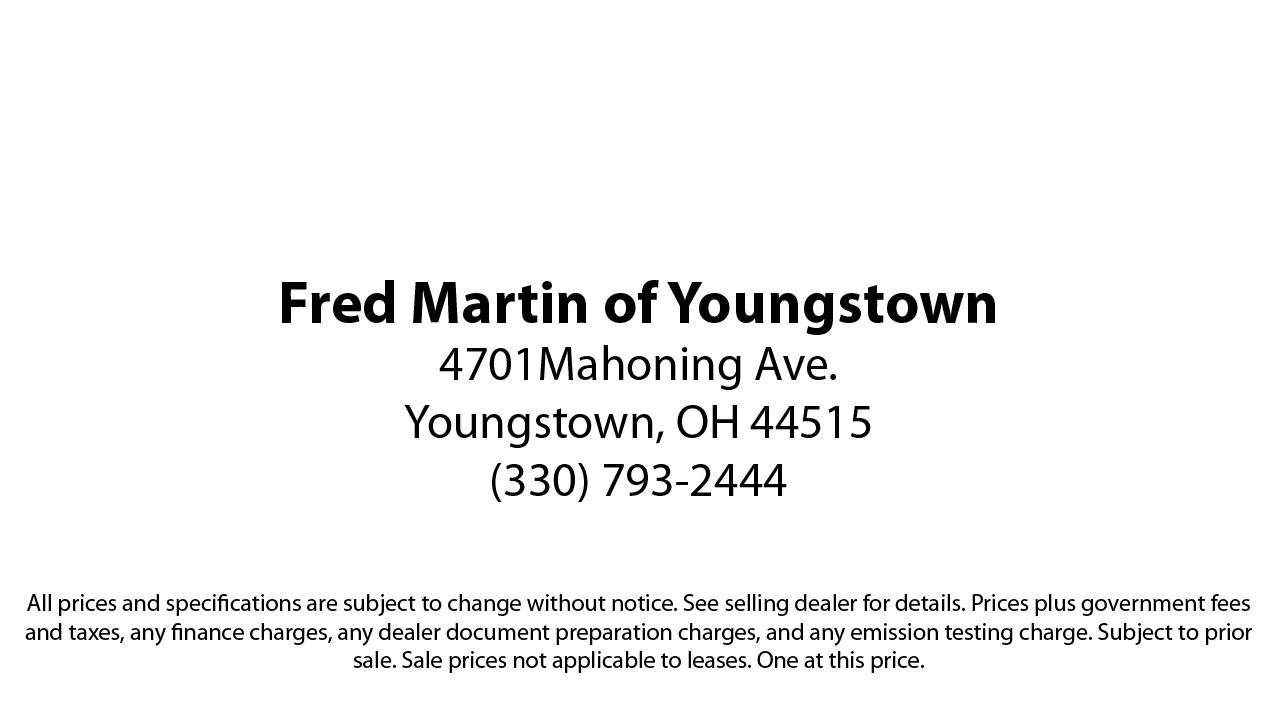 Fred Martin of Youngstown
4701Mahoning Ave.
Youngstown, OH 44515
(330) 793-2444
All prices and specifications are subject to change without notice. See selling dealer for details. Prices plus government fees
and taxes, any finance charges, any dealer document preparation charges, and any emission testing charge. Subject to prior
sale. Sale prices not applicable to leases. One at this price.